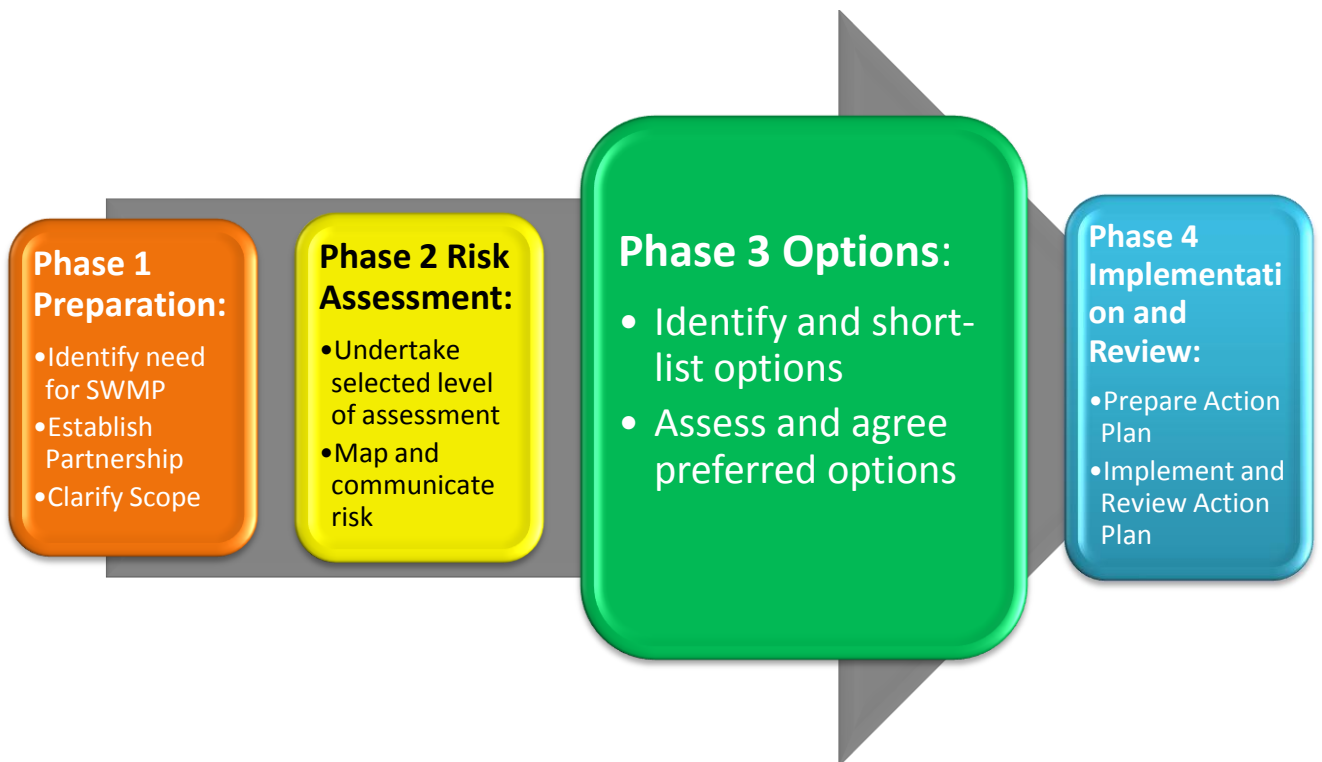 Phase 1
Preparation:
•Identify need
for SWMP
•Establish
Partnership
•Clarify Scope
Phase 2 Risk
Assessment:
•Undertake
selected level
of assessment
•Map and
communicate
risk
Phase 3 Options:
• Identify and short-
list options
• Assess and agree
preferred options
Phase 4
Implementati
on and
Review:
•Prepare Action
Plan
•Implement and
Review Action
Plan